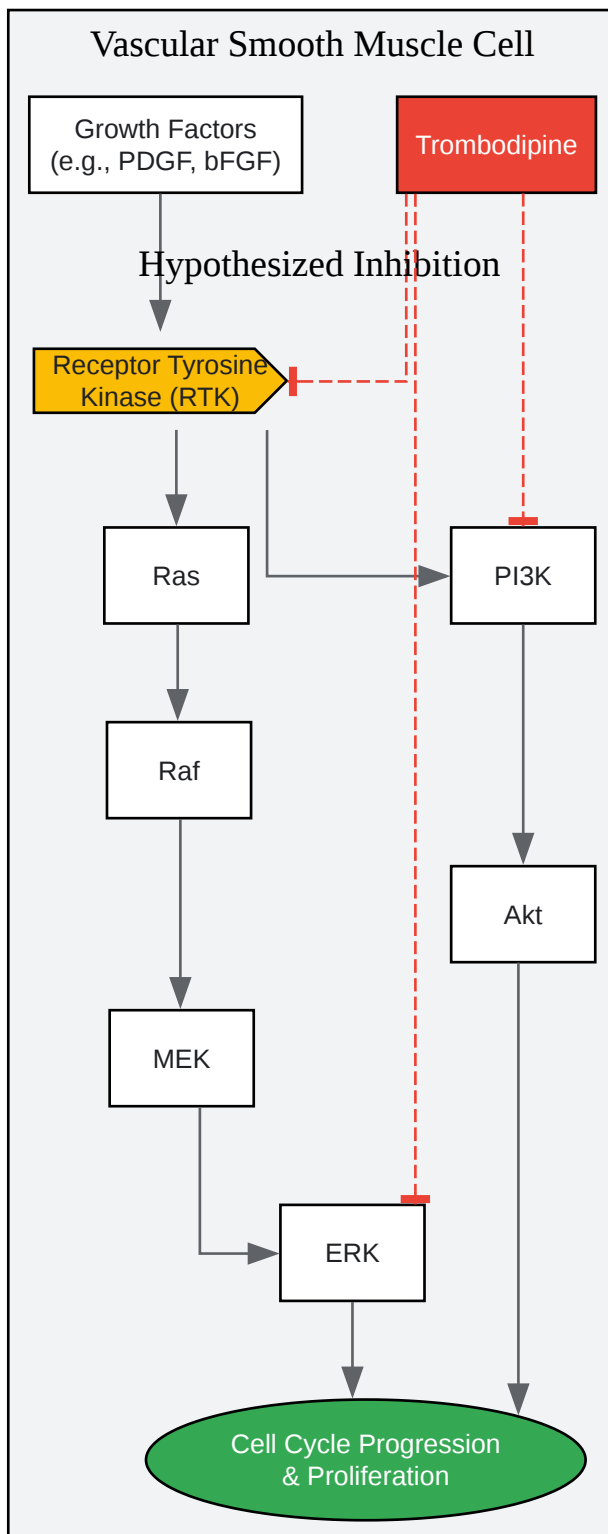 Vascular Smooth Muscle Cell
Growth Factors
(e.g., PDGF, bFGF)
Trombodipine
Hypothesized Inhibition
Receptor Tyrosine
Kinase (RTK)
Ras
PI3K
Raf
Akt
MEK
ERK
Cell Cycle Progression
& Proliferation